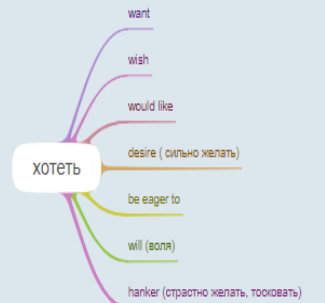 want
wish
would like
хотеть
desire ( сильно желать)
be eager to
will (воля)
hanker (страстно желать, тосковать)